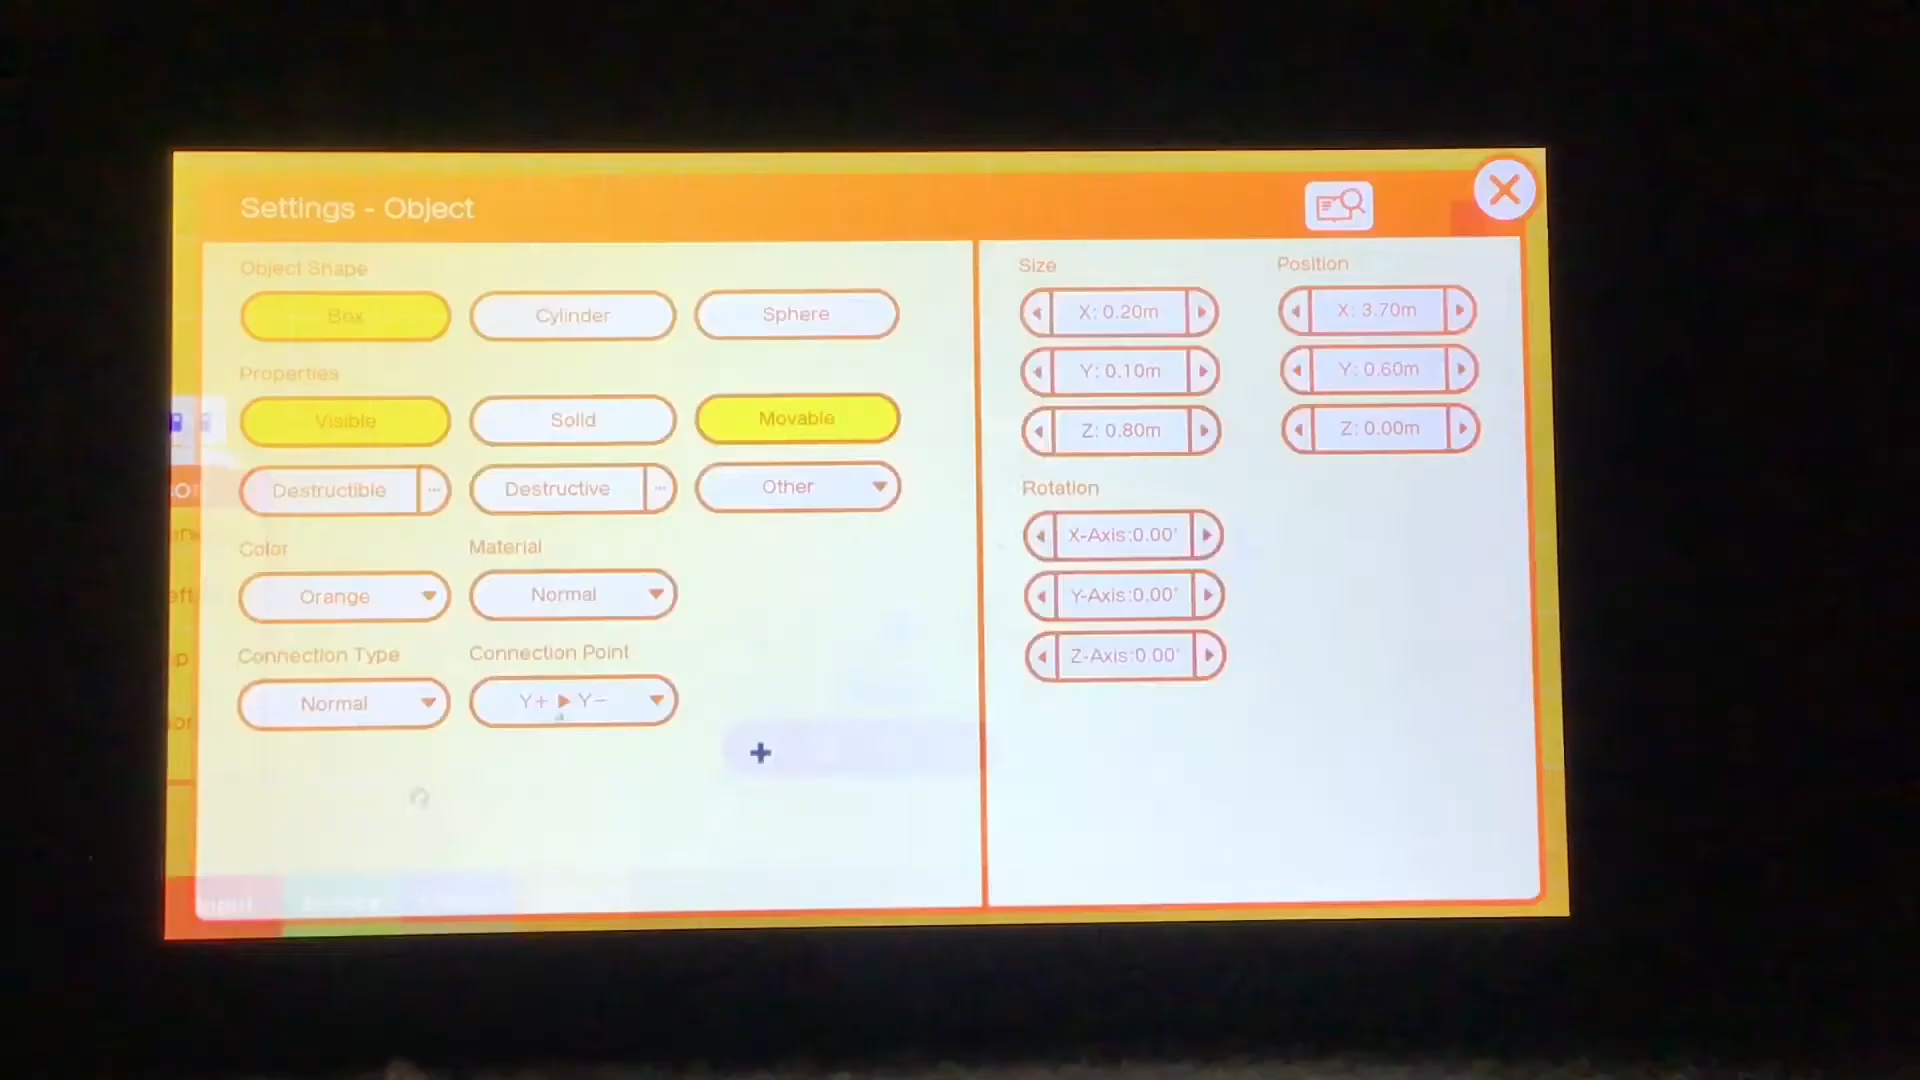 Settings - Object
Object Shape
Box
Cylinder
Sphere
Properties
Visible
Solid
Movable
Destructible ...
Destructive ...
Other
Color
Material
Orange
Normal
Connection Type
Connection Point
Normal
Y+ ▶ Y-
Size
X: 0.20m
Y: 0.10m
Z: 0.80m
Position
X: 3.70m
Y: 0.60m
Z: 0.00m
Rotation
X-Axis:0.00°
Y-Axis:0.00°
Z-Axis:0.00°
Input